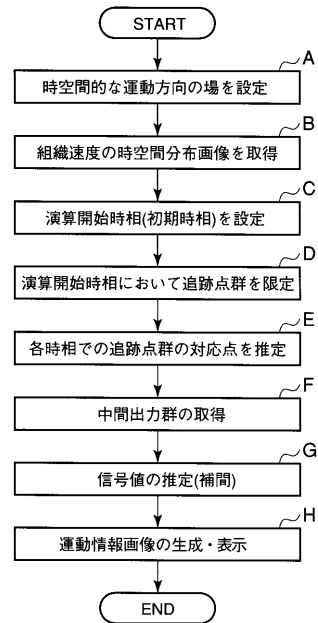 START
A
時空間的な運動方向の場を設定
B
組織速度の時空間分布画像を取得
C
演算開始時相(初期時相)を設定
D
演算開始時相において追跡点群を限定
E
各時相での追跡点群の対応点を推定
F
中間出力群の取得
G
信号値の推定(補間)
H
運動情報画像の生成・表示
END